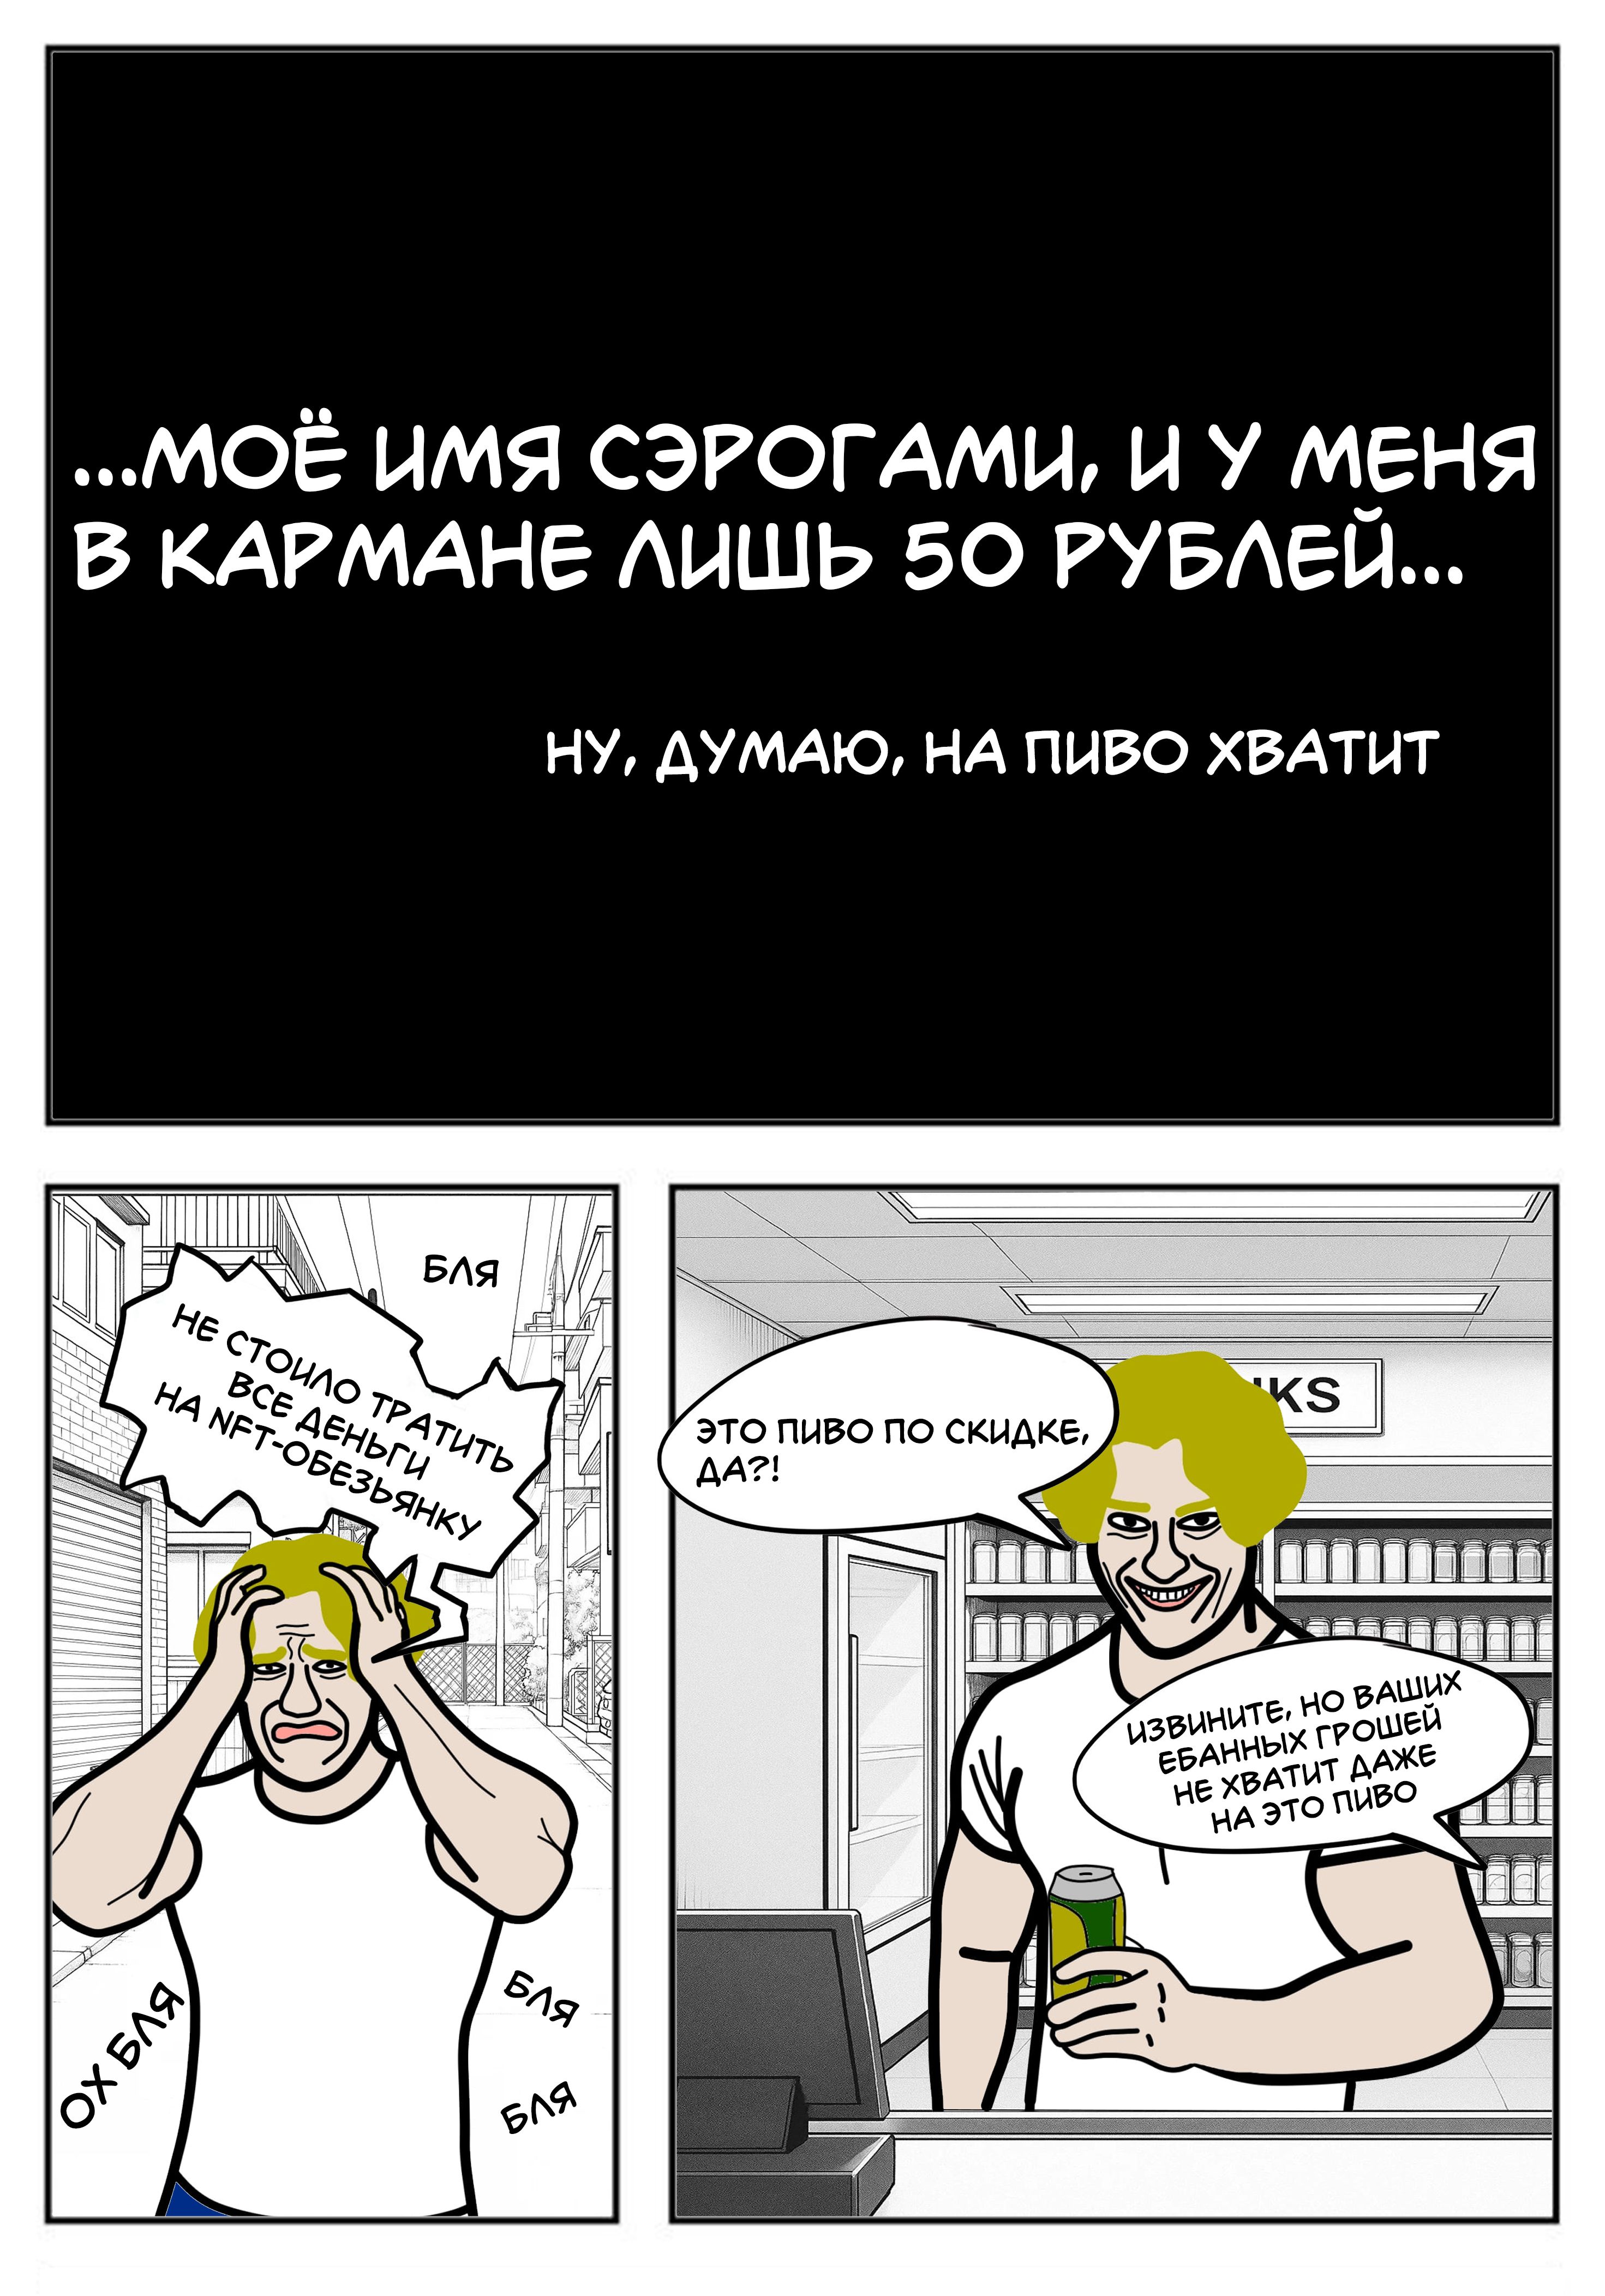 ...МОЁ ИМЯ СЭРОГАМИ, И У МЕНЯ
В КАРМАНЕ ЛИШЬ 50 РУБЛЕЙ...
НУ, ДУМАЮ, НА ПИВО ХВАТИТ
БЛЯ
НЕ СТОИЛО ТРАТИТЬ
ВСЕ ДЕНЬГИ
НА NFT-ОБЕЗЬЯНКУ
ОХ БЛЯ
БЛЯ
БЛЯ
KS
ЭТО ПИВО ПО СКИДКЕ,
ДА?!
ИЗВИНИТЕ, НО ВАШИХ
ЕБАННЫХ ГРОШЕЙ
НЕ ХВАТИТ ДАЖЕ
НА ЭТО ПИВО